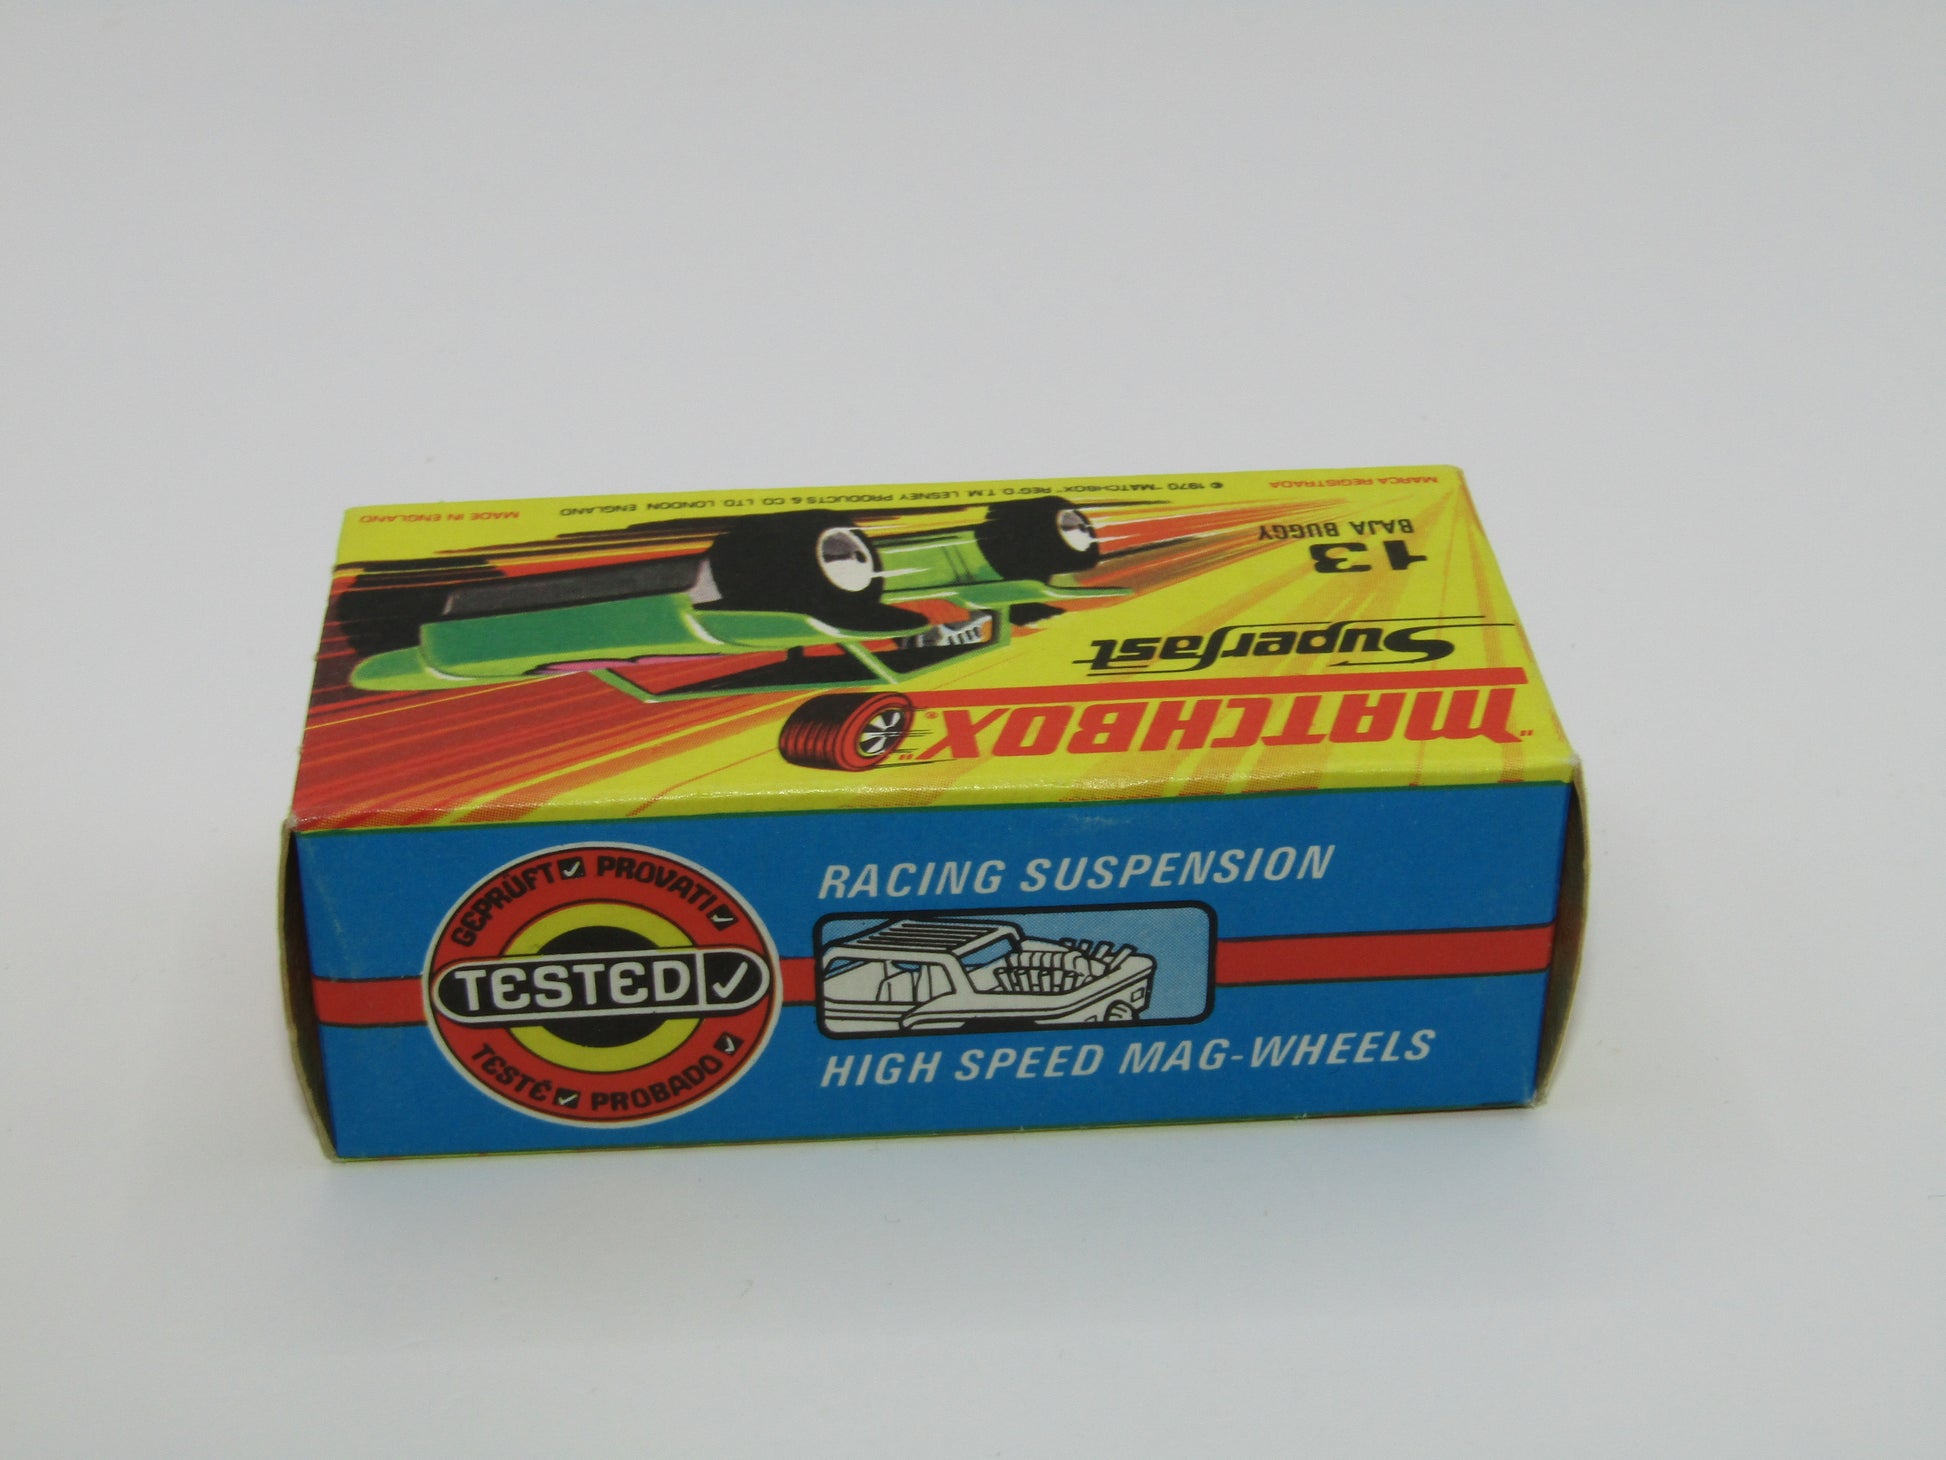 "MATCHBOX"®
Superfast
13
BAJA BUGGY
MARCA REGISTRADA
© 1970 "MATCHBOX" REG'D. T.M. LESNEY PRODUCTS & CO. LTD. LONDON ENGLAND
MADE IN ENGLAND
GEPRÜFT PROVATI
TESTED
TESTÉ PROBADO
RACING SUSPENSION
HIGH SPEED MAG-WHEELS